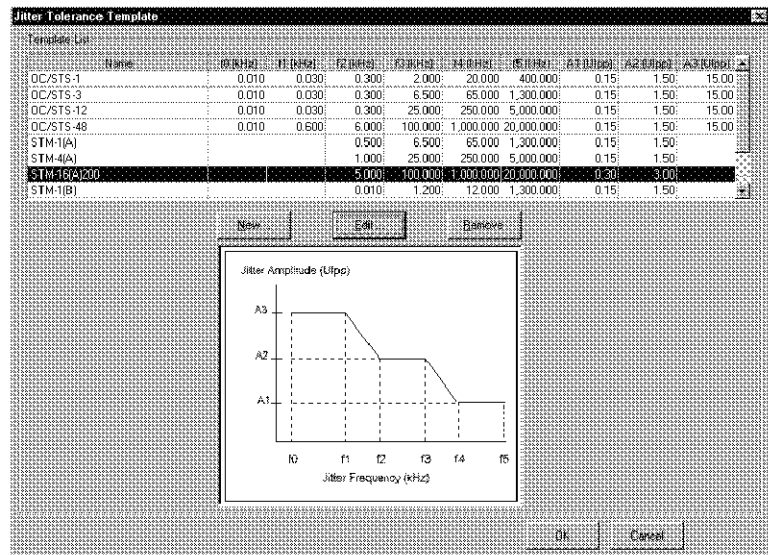 Jitter Tolerance Template
Template List
Name f0 (kHz) f1 (kHz) f2 (kHz) f3 (kHz) f4 (kHz) f5 (kHz) A1 (UIpp) A2 (UIpp) A3 (UIpp)
OC/STS-1 0.010 0.030 0.300 2.000 20.000 400.000 0.15 1.50 15.00
OC/STS-3 0.010 0.030 0.300 6.500 65.000 1,300.000 0.15 1.50 15.00
OC/STS-12 0.010 0.030 0.300 25.000 250.000 5,000.000 0.15 1.50 15.00
OC/STS-48 0.010 0.600 6.000 100.000 1,000.000 20,000.000 0.15 1.50 15.00
STM-1(A) 0.500 6.500 65.000 1,300.000 0.15 1.50
STM-4(A) 1.000 25.000 250.000 5,000.000 0.15 1.50
STM-16(A)200 5.000 100.000 1,000.000 20,000.000 0.30 3.00
STM-1(B) 0.010 1.200 12.000 1,300.000 0.15 1.50
New... Edit Remove
Jitter Amplitude (UIpp)
A3
A2
A1
f0 f1 f2 f3 f4 f5
Jitter Frequency (kHz)
OK Cancel